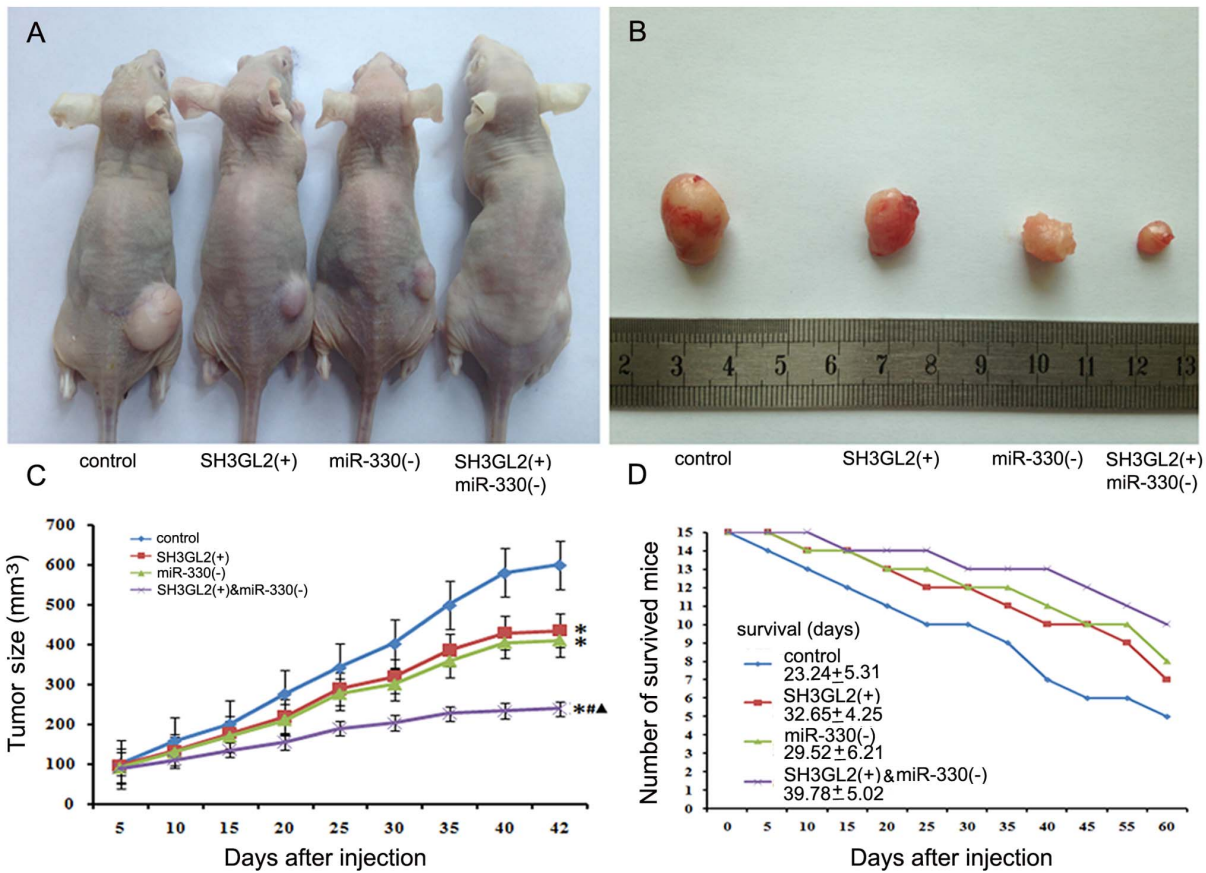 A
B
2 3 4 5 6 7 8 9 10 11 12 13
control
SH3GL2(+)
miR-330(-)
SH3GL2(+)
miR-330(-)
control
SH3GL2(+)
miR-330(-)
SH3GL2(+)
miR-330(-)
C
Tumor size (mm³)
700
600
500
400
300
200
100
0
control
SH3GL2(+)
miR-330(-)
SH3GL2(+)&miR-330(-)
*
*
*#▲
5 10 15 20 25 30 35 40 42
Days after injection
D
Number of survived mice
15
14
13
12
11
10
9
8
7
6
5
4
3
2
1
0
survival (days)
control
23.24±5.31
SH3GL2(+)
32.65±4.25
miR-330(-)
29.52±6.21
SH3GL2(+)&miR-330(-)
39.78±5.02
0 5 10 15 20 25 30 35 40 45 55 60
Days after injection